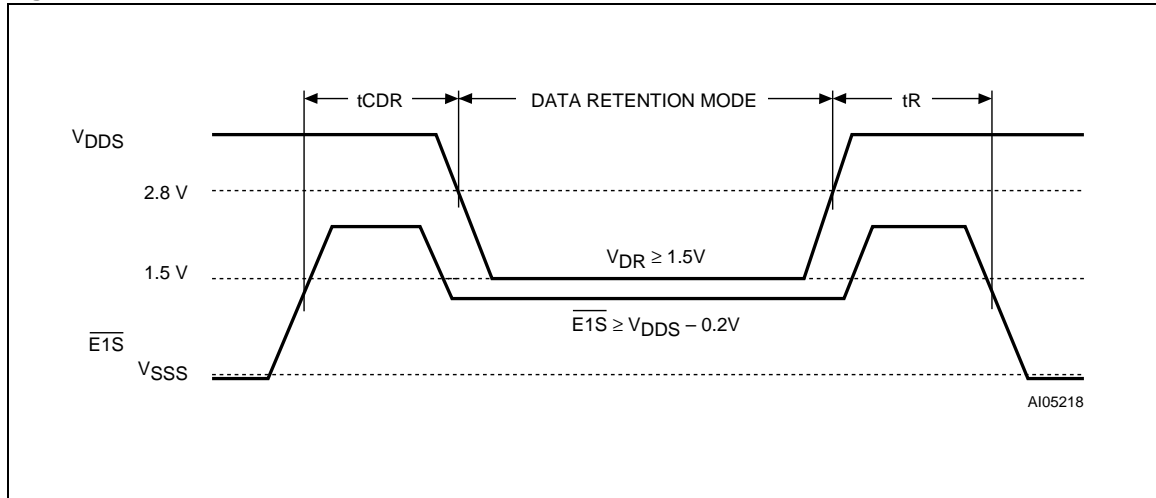 tCDR DATA RETENTION MODE tR
VDDS
2.8 V
VDR ≥ 1.5V
1.5 V
E1S ≥ VDDS – 0.2V
E1S
VSSS
AI05218